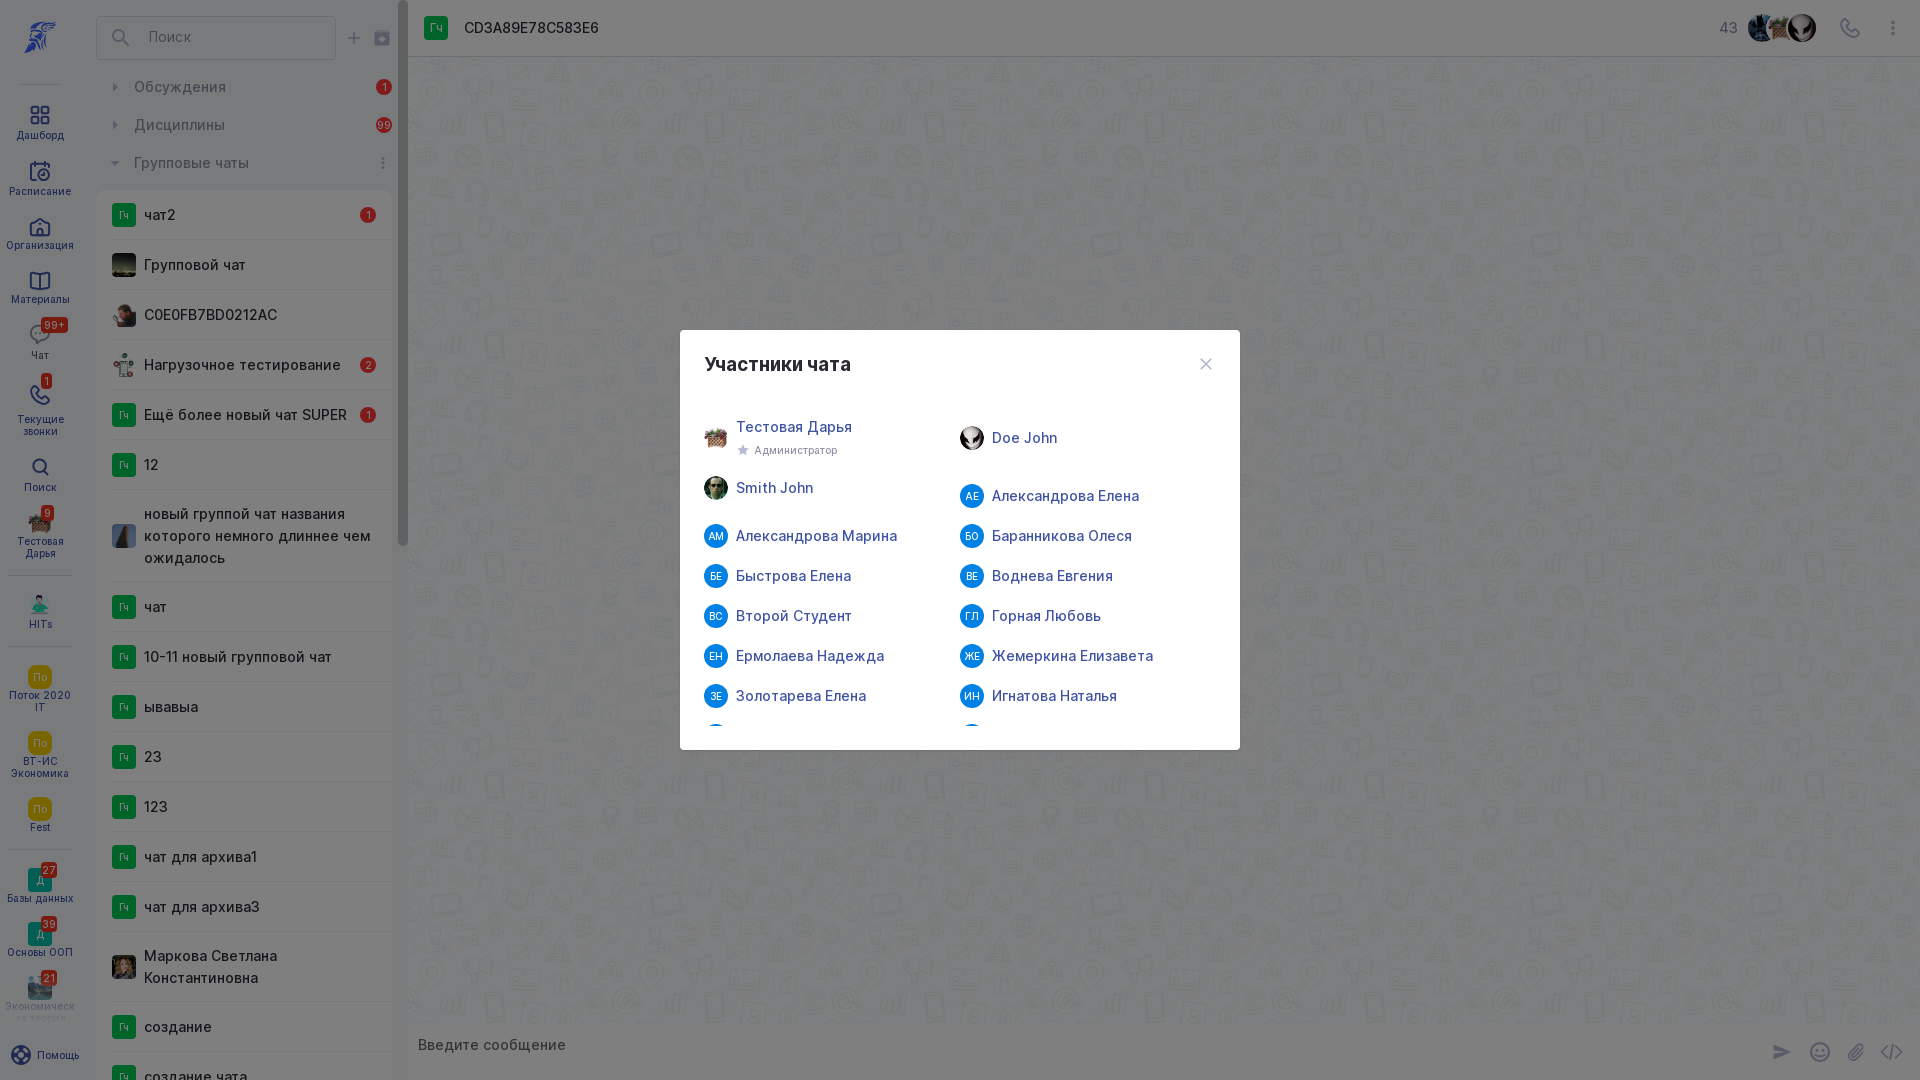 Поиск
Обсуждения
1
Дисциплины
99
Групповые чаты
Дашборд
Расписание
Организация
Материалы
99+
Чат
1
Текущие
звонки
Поиск
9
Тестовая
Дарья
HITs
По
Поток 2020
IT
По
ВТ-ИС
Экономика
По
Fest
27
Д
Базы данных
39
Д
Основы ООП
21
Экономическ
ая теория
Помощь
Гч
чат2
1
Групповой чат
C0E0FB7BD0212AC
Нагрузочное тестирование
2
Гч
Ещё более новый чат SUPER
1
Гч
12
новый группой чат названия
которого немного длиннее чем
ожидалось
Гч
чат
Гч
10-11 новый групповой чат
Гч
ывавыа
Гч
23
Гч
123
Гч
чат для архива1
Гч
чат для архива3
Маркова Светлана
Константиновна
Гч
создание
Гч
создание чата
Гч
CD3A89E78C583E6
43
Участники чата
Тестовая Дарья
Администратор
Doe John
Smith John
АЕ
Александрова Елена
АМ
Александрова Марина
БО
Баранникова Олеся
БЕ
Быстрова Елена
ВЕ
Воднева Евгения
ВС
Второй Студент
ГЛ
Горная Любовь
ЕН
Ермолаева Надежда
ЖЕ
Жемеркина Елизавета
ЗЕ
Золотарева Елена
ИН
Игнатова Наталья
Введите сообщение